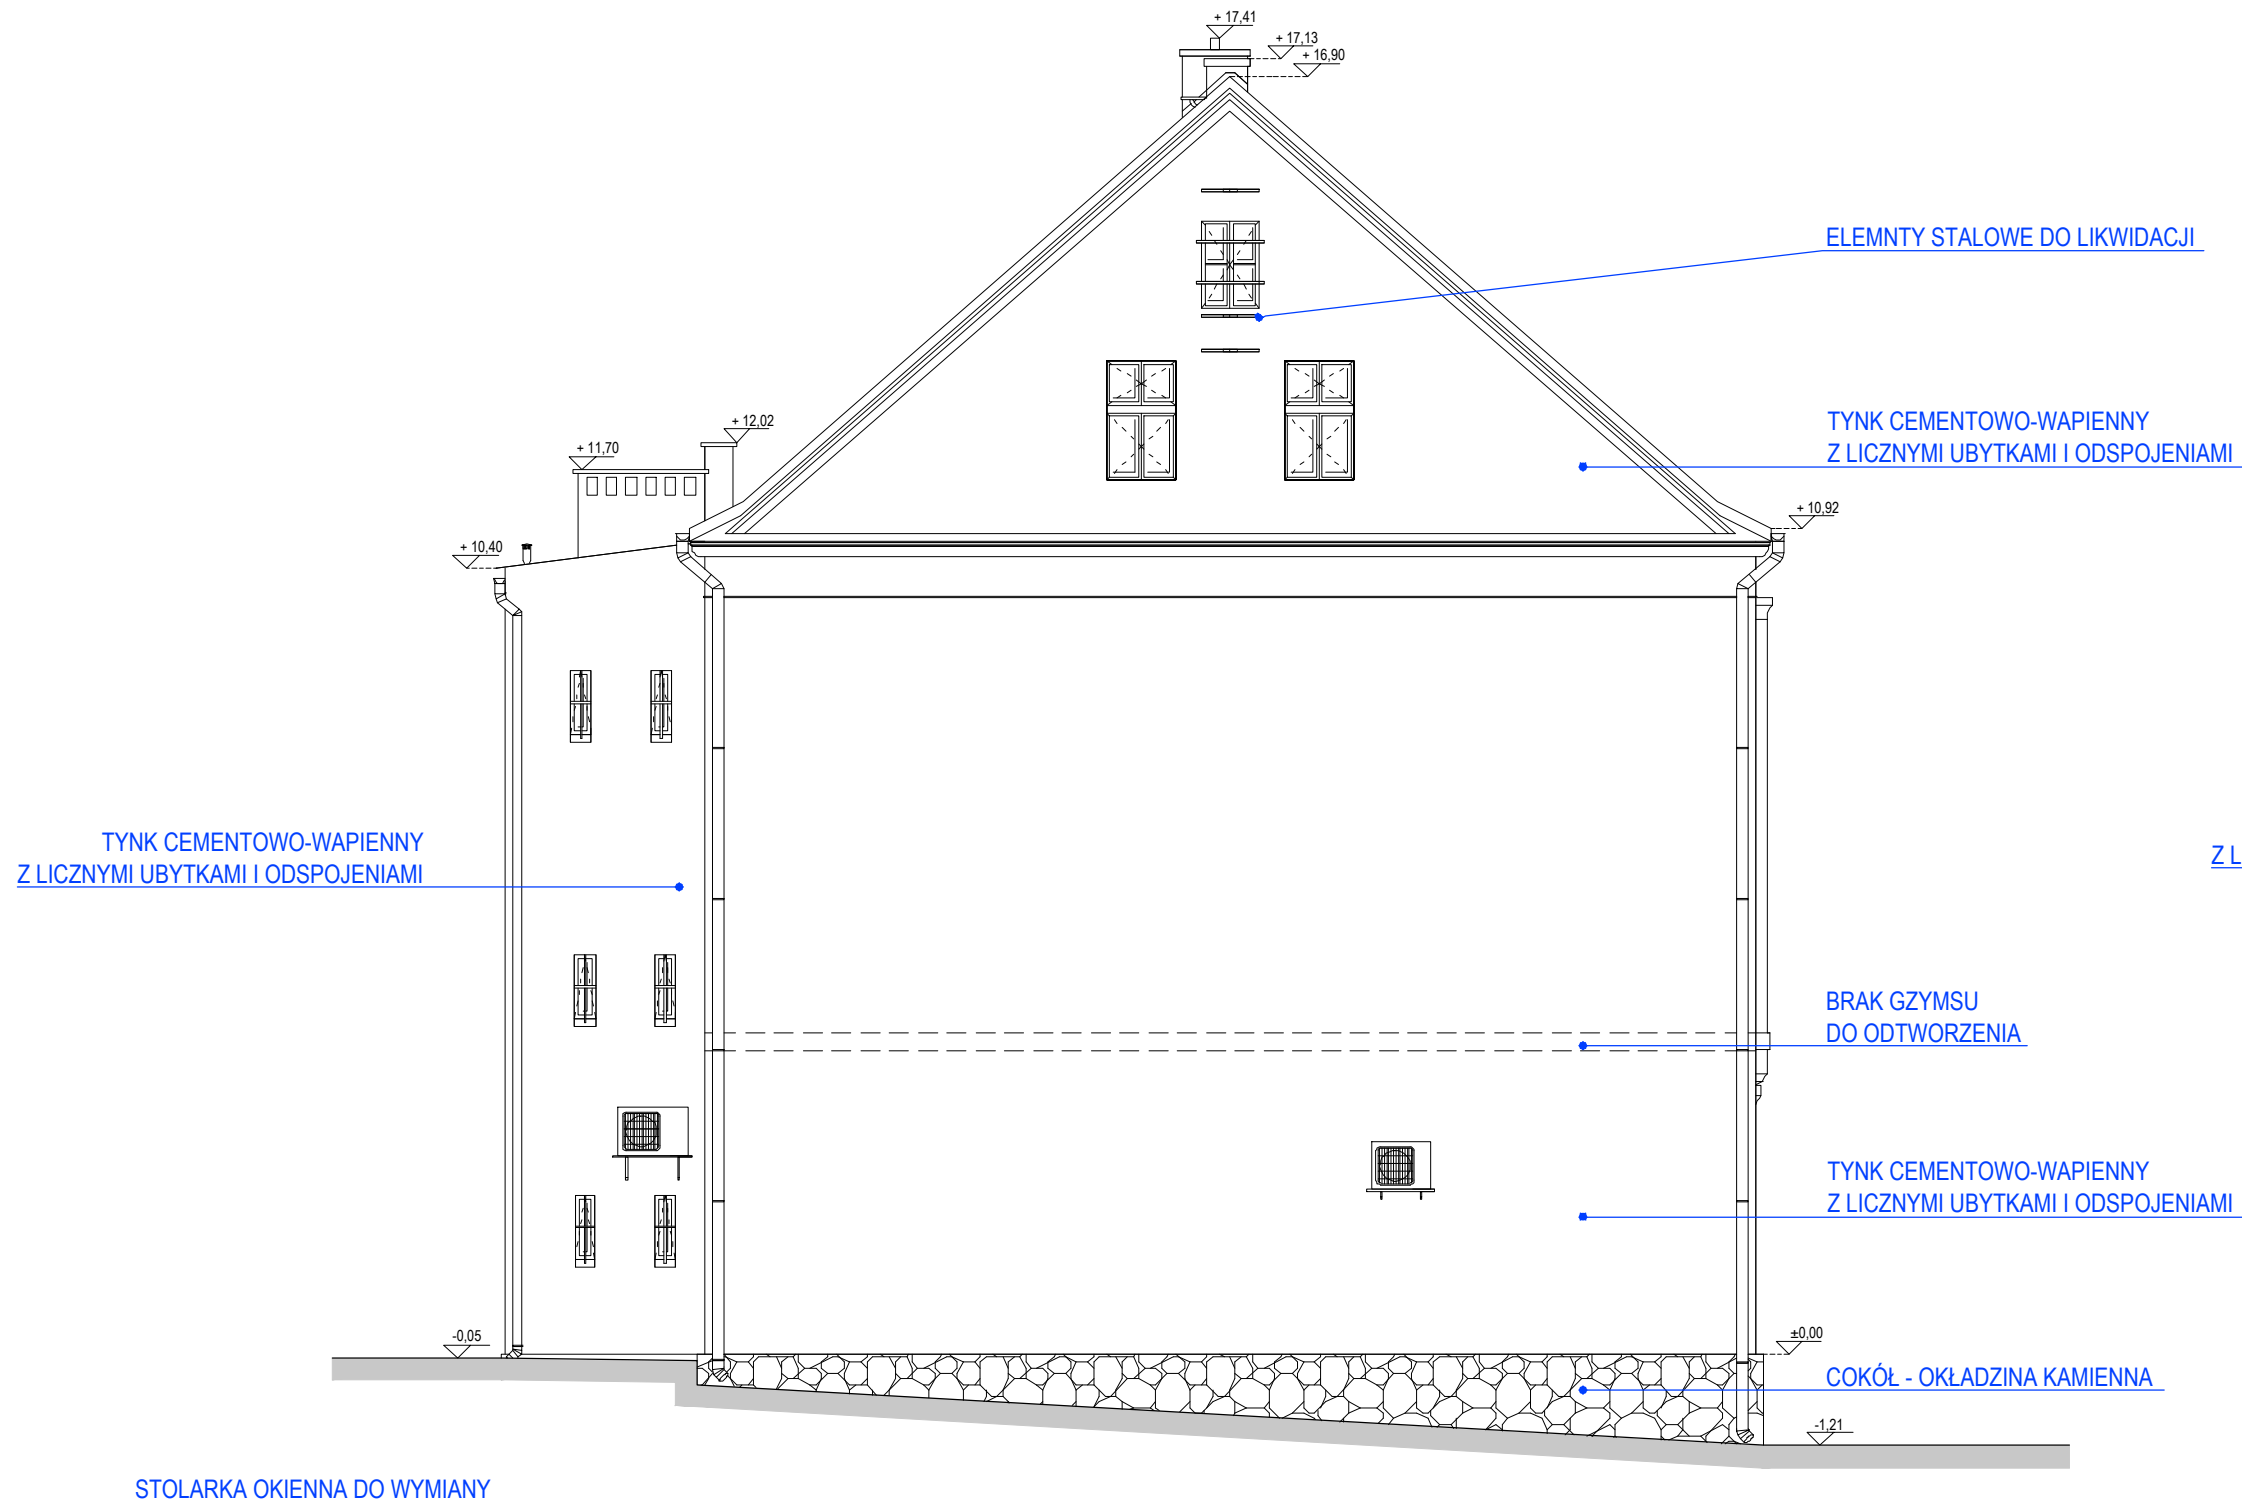 + 17,41
+ 17,13
+ 16,90
ELEMNTY STALOWE DO LIKWIDACJI
TYNK CEMENTOWO-WAPIENNY
Z LICZNYMI UBYTKAMI I ODSPOJENIAMI
+ 12,02
+ 11,70
+ 10,92
+ 10,40
TYNK CEMENTOWO-WAPIENNY
Z LICZNYMI UBYTKAMI I ODSPOJENIAMI
Z L
BRAK GZYMSU
DO ODTWORZENIA
TYNK CEMENTOWO-WAPIENNY
Z LICZNYMI UBYTKAMI I ODSPOJENIAMI
-0,05
±0,00
COKÓŁ - OKŁADZINA KAMIENNA
-1,21
STOLARKA OKIENNA DO WYMIANY